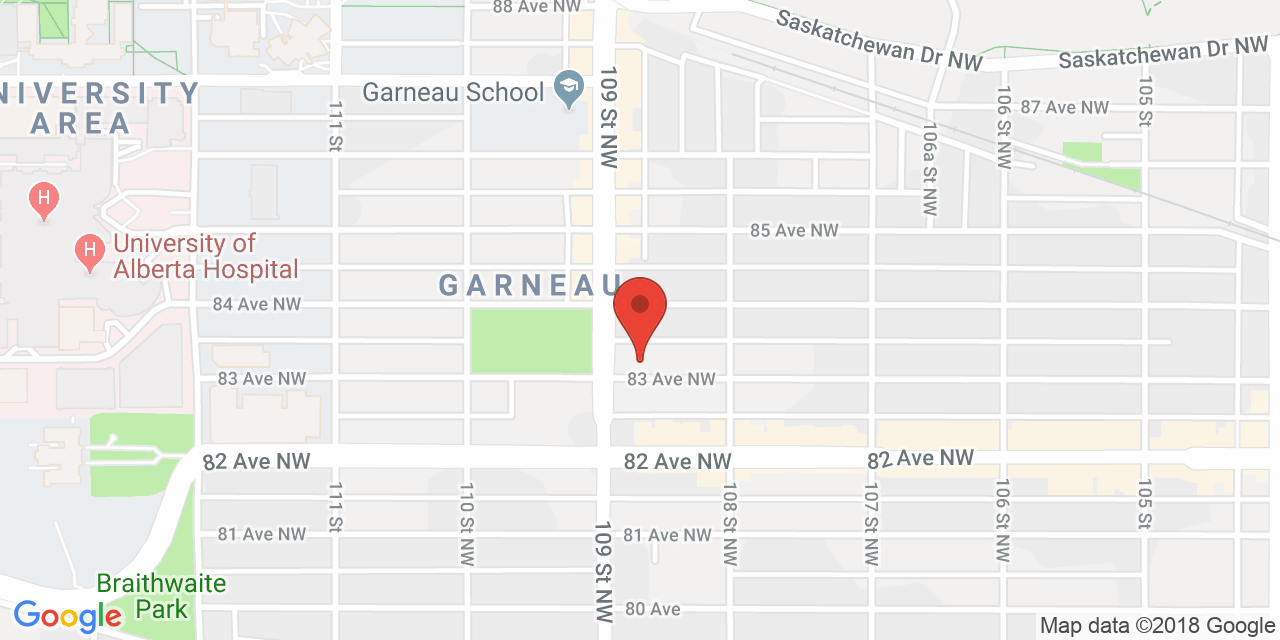 88 Ave NW
Saskatchewan Dr NW
Saskatchewan Dr NW
NIVERSITY
AREA
Garneau School
109 St NW
111 St
87 Ave NW
106a St NW
106 St NW
105 St
H
H
University of
Alberta Hospital
85 Ave NW
GARNEAU
84 Ave NW
83 Ave NW
83 Ave NW
82 Ave NW
82 Ave NW
82 Ave NW
111 St
110 St NW
109 St NW
108 St NW
107 St NW
106 St NW
105 St
81 Ave NW
81 Ave NW
Braithwaite
Park
80 Ave
Google
Map data ©2018 Google